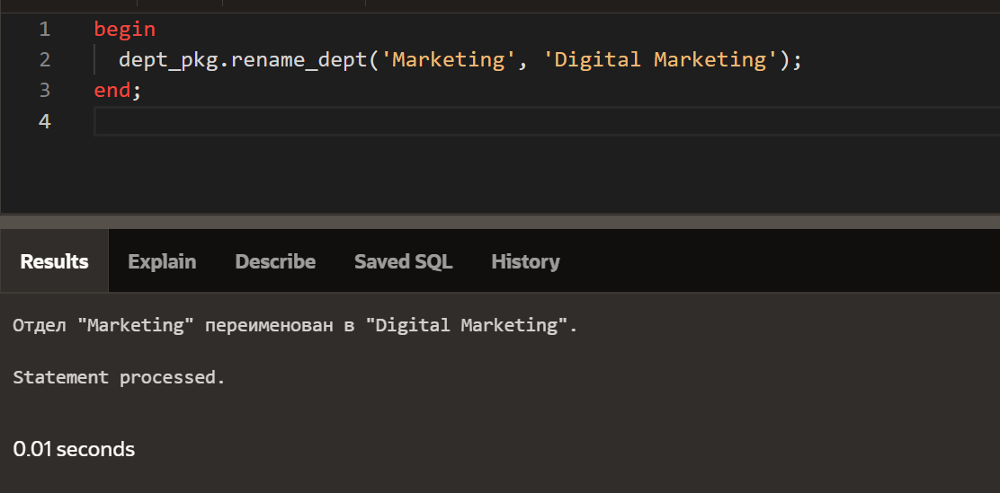 1 begin
2 dept_pkg.rename_dept('Marketing', 'Digital Marketing');
3 end;
4
Results Explain Describe Saved SQL History
Отдел "Marketing" переименован в "Digital Marketing".
Statement processed.
0.01 seconds